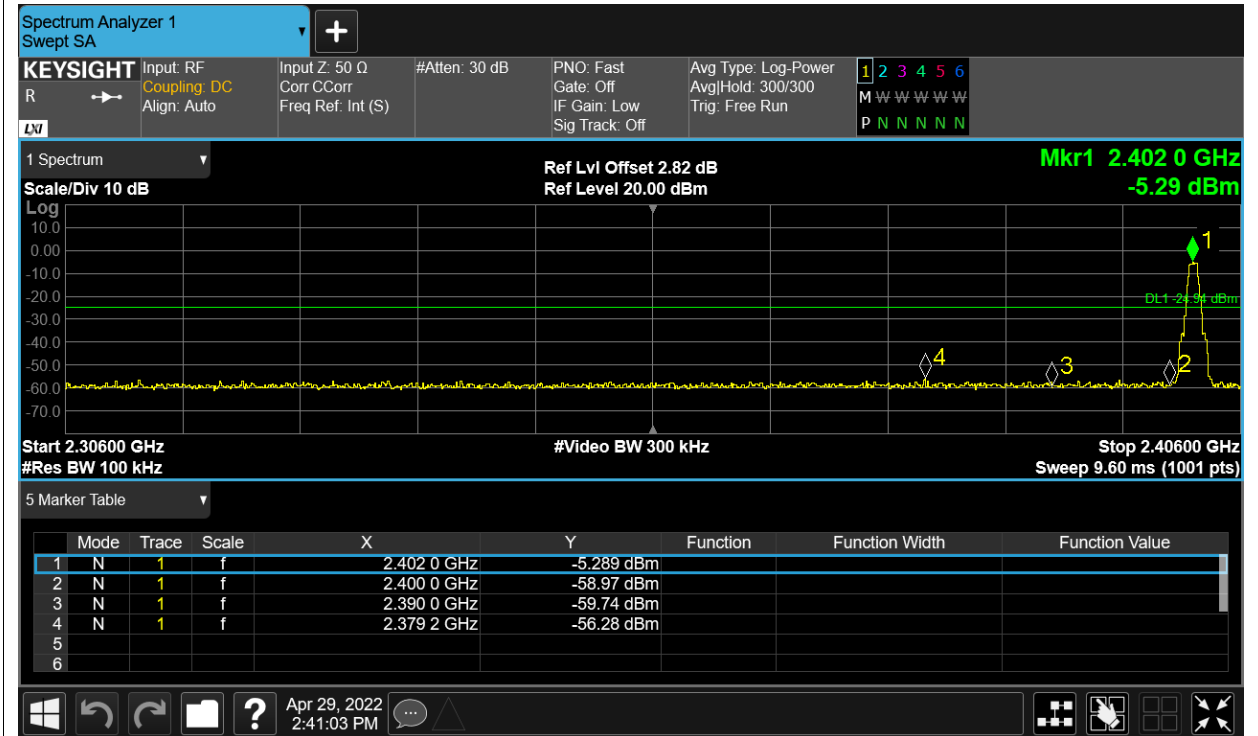 Spectrum Analyzer 1
Swept SA
KEYSIGHT
R
LXI
Input: RF
Coupling: DC
Align: Auto
Input Z: 50 Ω
Corr CCorr
Freq Ref: Int (S)
#Atten: 30 dB
PNO: Fast
Gate: Off
IF Gain: Low
Sig Track: Off
Avg Type: Log-Power
Avg|Hold: 300/300
Trig: Free Run
1 2 3 4 5 6
M W W W W W
P N N N N N
1 Spectrum
Scale/Div 10 dB
Ref Lvl Offset 2.82 dB
Ref Level 20.00 dBm
Mkr1 2.402 0 GHz
-5.29 dBm
Log
10.0
0.00
-10.0
-20.0
-30.0
-40.0
-50.0
-60.0
-70.0
1
DL1 -24.94 dBm
4
3
2
Start 2.30600 GHz
#Video BW 300 kHz
Stop 2.40600 GHz
#Res BW 100 kHz
Sweep 9.60 ms (1001 pts)
5 Marker Table
Mode Trace Scale X Y Function Function Width Function Value
1 N 1 f 2.402 0 GHz -5.289 dBm
2 N 1 f 2.400 0 GHz -58.97 dBm
3 N 1 f 2.390 0 GHz -59.74 dBm
4 N 1 f 2.379 2 GHz -56.28 dBm
5
6
?
Apr 29, 2022
2:41:03 PM